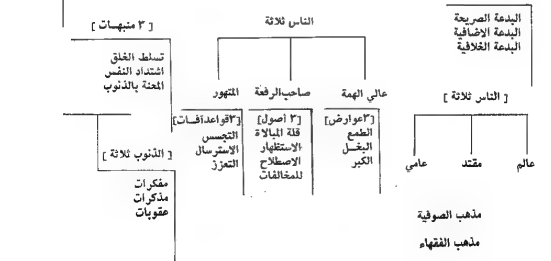 البدعة الصريحة
البدعة الاضافية
البدعة الخلافية
[ الناس ثلاثة ]
عالم
مقتد
عامي
مذهب الصوفية
مذهب الفقهاء
الناس ثلاثة
عالي الهمة
[٣عوارض]
الطمع
البخل
الكبر
صاحب الرفعة
[٣ أصول]
قلة المبالاة
الاستظهار
الاصطلاح
للمخالفات
المتهور
[٣قواعدآفات]
التجسس
الاسترسال
التعزز
[ ٣ منبهات ]
تسلط الخلق
اشتداد النفس
المحنة بالذنوب
[ الذنوب ثلاثة ]
مفكرات
مذكرات
عقوبات